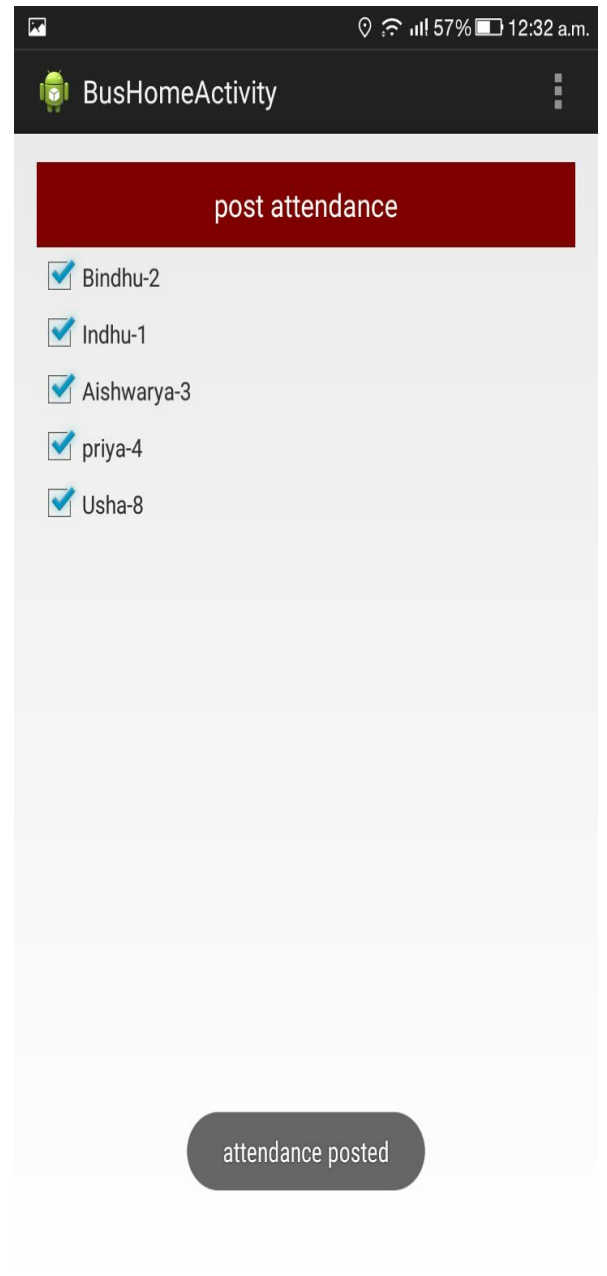 57% 12:32 a.m.
BusHomeActivity
post attendance
Bindhu-2
Indhu-1
Aishwarya-3
priya-4
Usha-8
attendance posted